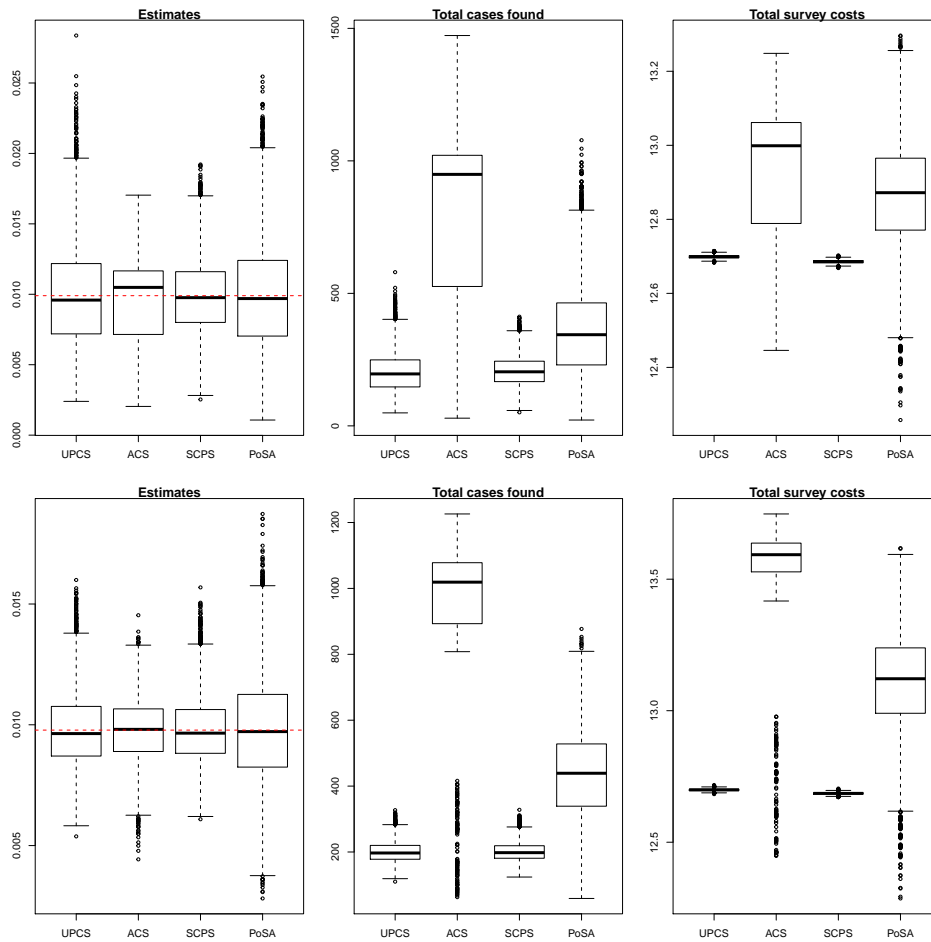 Estimates
Total cases found
Total survey costs
0.000
0.005
0.010
0.015
0.020
0.025
UPCS ACS SCPS PoSA
0
500
1000
1500
UPCS ACS SCPS PoSA
12.4
12.6
12.8
13.0
13.2
UPCS ACS SCPS PoSA
Estimates
Total cases found
Total survey costs
0.005
0.010
0.015
UPCS ACS SCPS PoSA
200
400
600
800
1000
1200
UPCS ACS SCPS PoSA
12.5
13.0
13.5
UPCS ACS SCPS PoSA